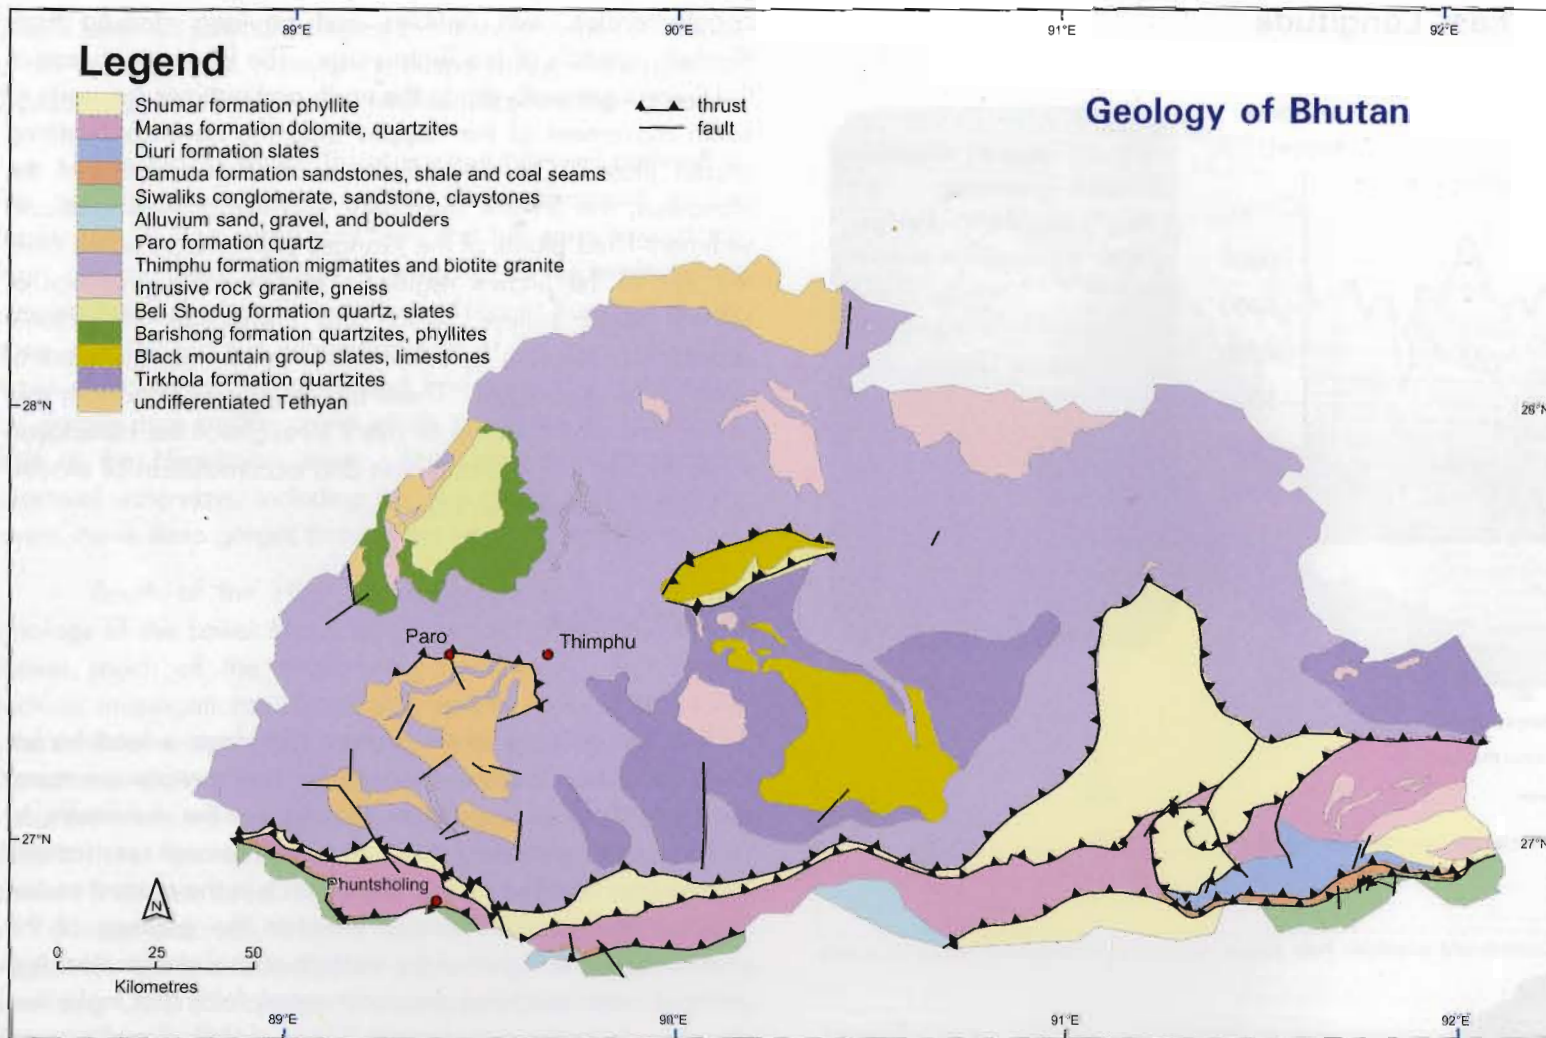 89°E
90°E
91°E
92°E
Legend
Shumar formation phyllite
Manas formation dolomite, quartzites
Diuri formation slates
Damuda formation sandstones, shale and coal seams
Siwaliks conglomerate, sandstone, claystones
Alluvium sand, gravel, and boulders
Paro formation quartz
Thimphu formation migmatites and biotite granite
Intrusive rock granite, gneiss
Beli Shodug formation quartz, slates
Barishong formation quartzites, phyllites
Black mountain group slates, limestones
Tirkhola formation quartzites
undifferentiated Tethyan
thrust
fault
Geology of Bhutan
28°N
28°N
Paro
Thimphu
27°N
27°N
Phuntsholing
N
0 25 50
Kilometres
89°E
90°E
91°E
92°E